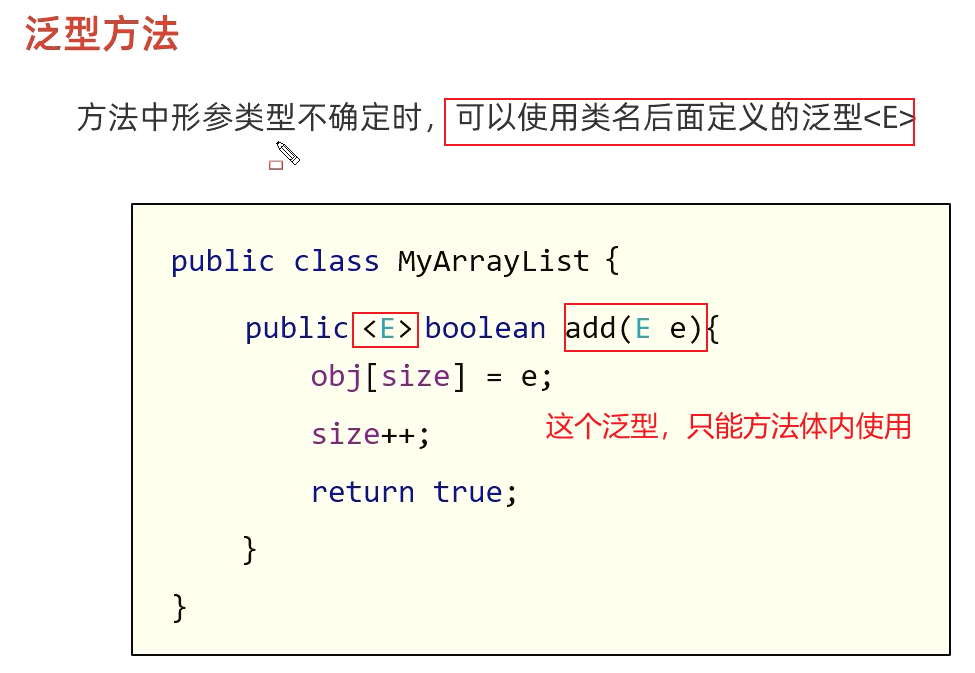 泛型方法
方法中形参类型不确定时，可以使用类名后面定义的泛型<E>
public class MyArrayList {
public <E> boolean add(E e){
obj[size] = e;
size++;
这个泛型，只能方法体内使用
return true;
}
}